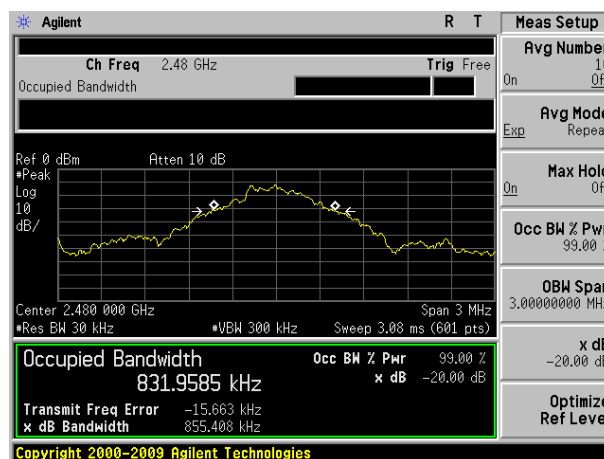 Agilent R T Meas Setup
Ch Freq 2.48 GHz Trig Free
Occupied Bandwidth
Ref 0 dBm Atten 10 dB
#Peak
Log
10
dB/
Center 2.480 000 GHz Span 3 MHz
#Res BW 30 kHz #VBW 300 kHz Sweep 3.08 ms (601 pts)
Occupied Bandwidth
831.9585 kHz
Occ BW % Pwr 99.00 %
x dB -20.00 dB
Transmit Freq Error -15.663 kHz
x dB Bandwidth 855.408 kHz
Copyright 2000-2009 Agilent Technologies
Avg Number
On
Avg Mode
Exp Repea
Max Hold
On Of
Occ BW % Pwr
99.00
OBW Span
3.00000000 MH
x dB
-20.00 dB
Optimize
Ref Level